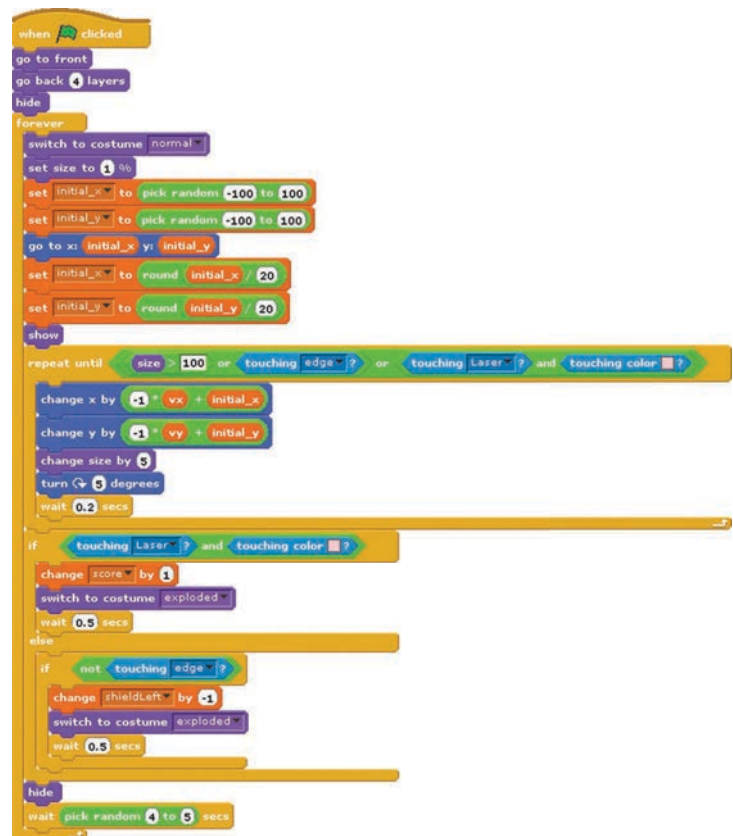 when clicked
go to front
go back 4 layers
hide
forever
switch to costume normal
set size to 1 %
set initial_x to pick random -100 to 100
set initial_y to pick random -100 to 100
go to x: initial_x y: initial_y
set initial_x to round initial_x / 20
set initial_y to round initial_y / 20
show
repeat until size > 100 or touching edge ? or touching Laser ? and touching color ?
change x by -1 * vx + initial_x
change y by -1 * vy + initial_y
change size by 5
turn 5 degrees
wait 0.2 secs
if touching Laser ? and touching color ?
change score by 1
switch to costume exploded
wait 0.5 secs
else
if not touching edge ?
change shieldLeft by -1
switch to costume exploded
wait 0.5 secs
hide
wait pick random 4 to 5 secs